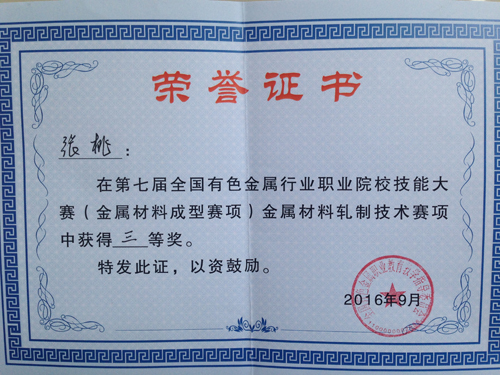 荣誉证书
张桃：
在第七届全国有色金属行业职业院校技能大
赛（金属材料成型赛项）金属材料轧制技术赛项
中获得 三 等奖。
特发此证，以资鼓励。
2016年9月